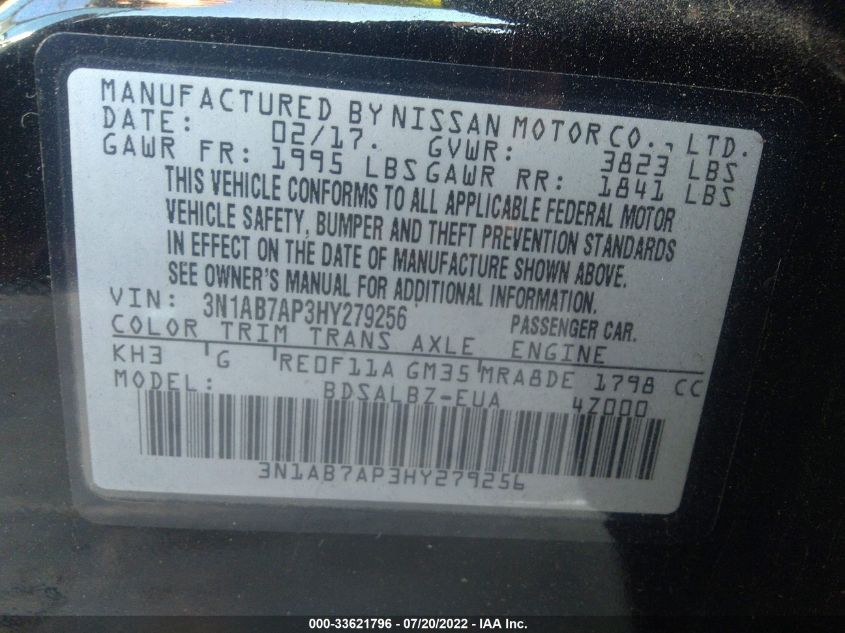 MANUFACTURED BY NISSAN MOTOR CO., LTD.
DATE: 02/17. GVWR: 3823 LBS
GAWR FR: 1995 LBS GAWR RR: 1841 LBS
THIS VEHICLE CONFORMS TO ALL APPLICABLE FEDERAL MOTOR
VEHICLE SAFETY, BUMPER AND THEFT PREVENTION STANDARDS
IN EFFECT ON THE DATE OF MANUFACTURE SHOWN ABOVE.
SEE OWNER'S MANUAL FOR ADDITIONAL INFORMATION.
VIN: 3N1AB7AP3HY279256 PASSENGER CAR.
COLOR TRIM TRANS AXLE ENGINE
KH3 G RE0F11A GM35 MRA8DE 1798 CC
MODEL: BDSALBZ-EUA 4Z000
3N1AB7AP3HY279256
000-33621796 - 07/20/2022 - IAA Inc.